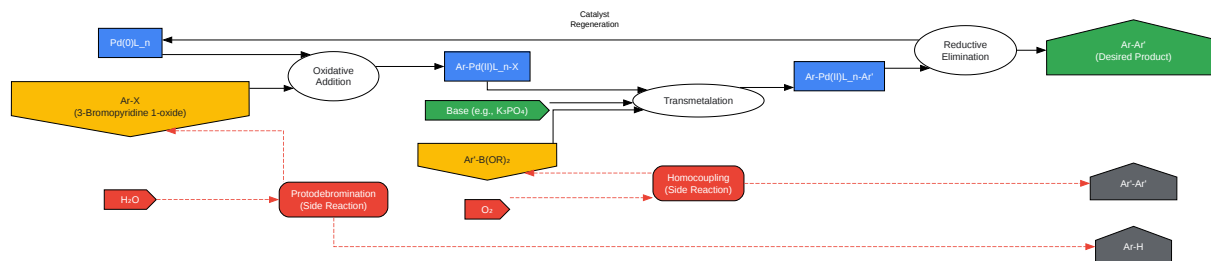 Catalyst
Regeneration
Pd(0)L_n
Oxidative
Addition
Ar-Pd(II)L_n-X
Ar-X
(3-Bromopyridine 1-oxide)
Base (e.g., K₃PO₄)
Transmetalation
Ar-Pd(II)L_n-Ar'
Reductive
Elimination
Ar-Ar'
(Desired Product)
Ar'-B(OR)₂
H₂O
Protodebromination
(Side Reaction)
O₂
Homocoupling
(Side Reaction)
Ar'-Ar'
Ar-H